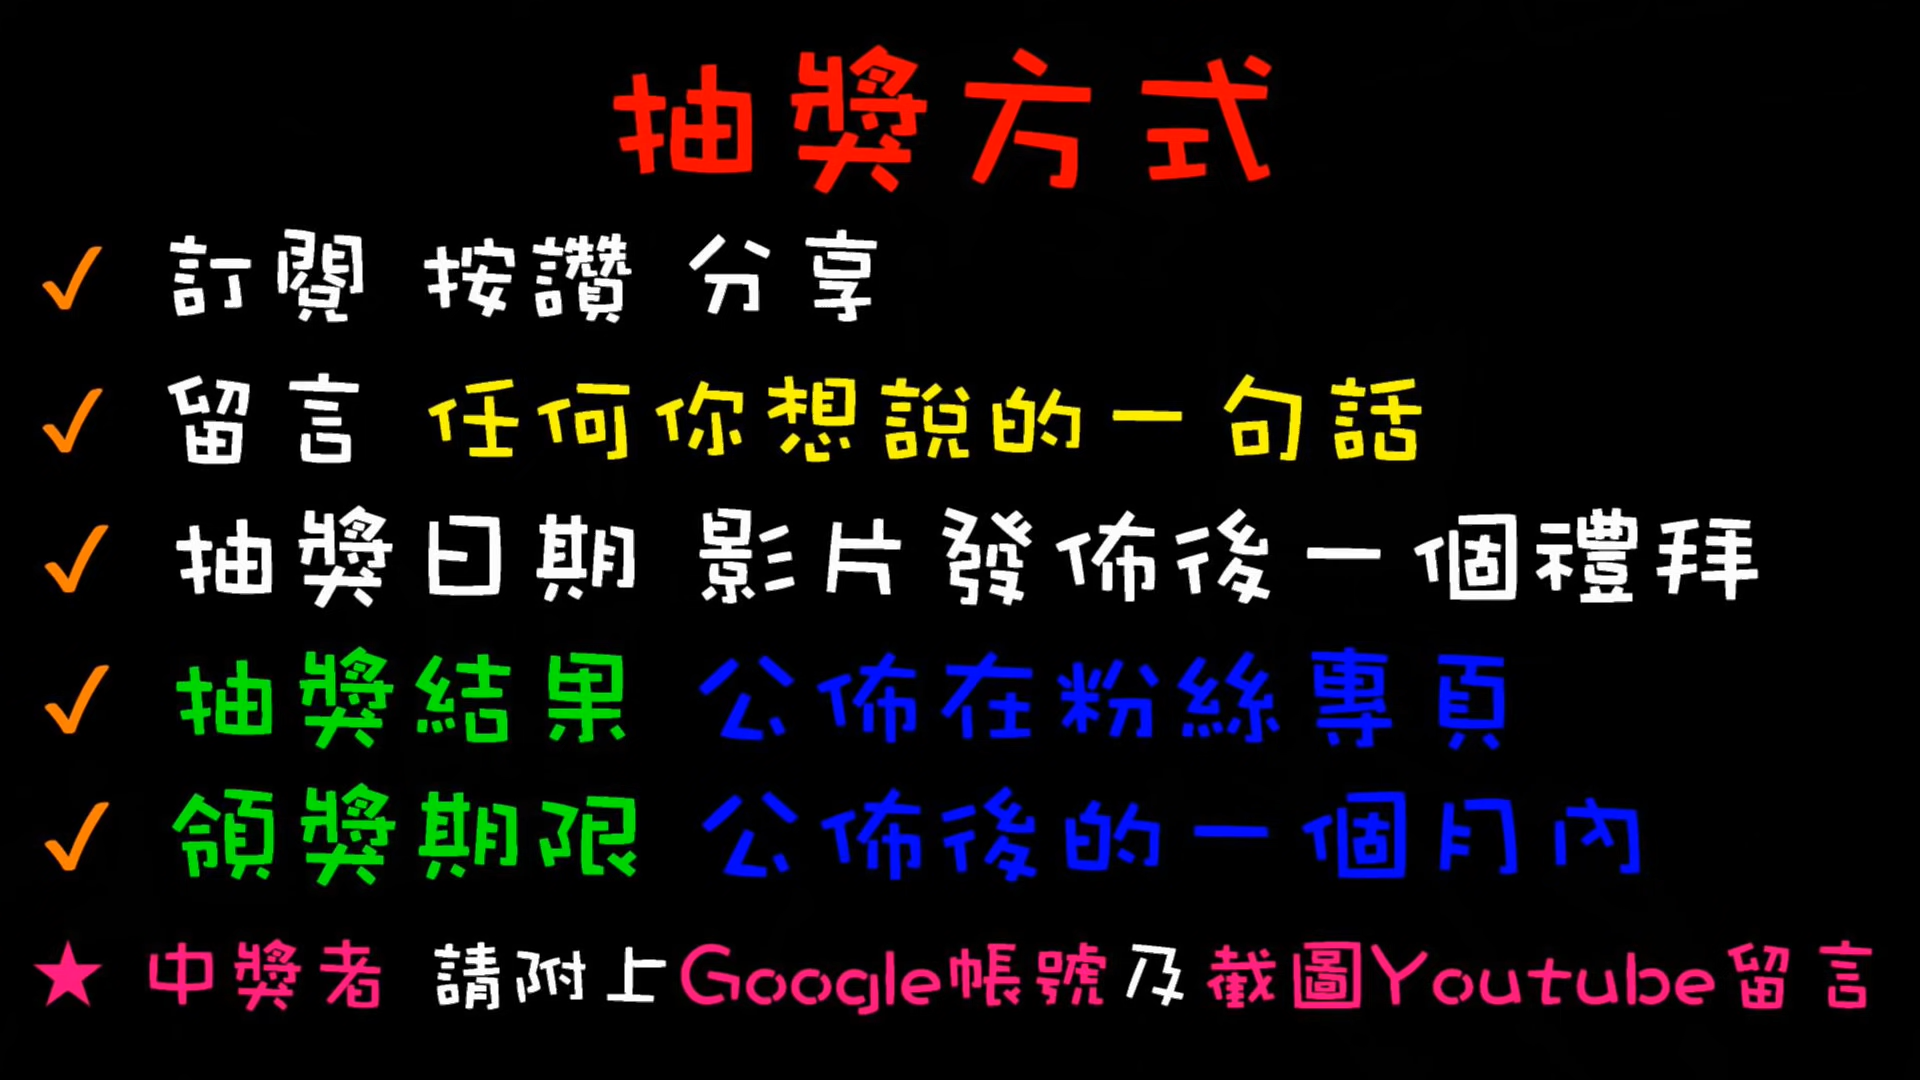 抽獎方式
✓ 訂閱 按讚 分享
✓ 留言 任何你想說的一句話
✓ 抽獎日期 影片發佈後一個禮拜
✓ 抽獎結果 公佈在粉絲專頁
✓ 領獎期限 公佈後的一個月內
★ 中獎者 請附上Google帳號及截圖Youtube留言